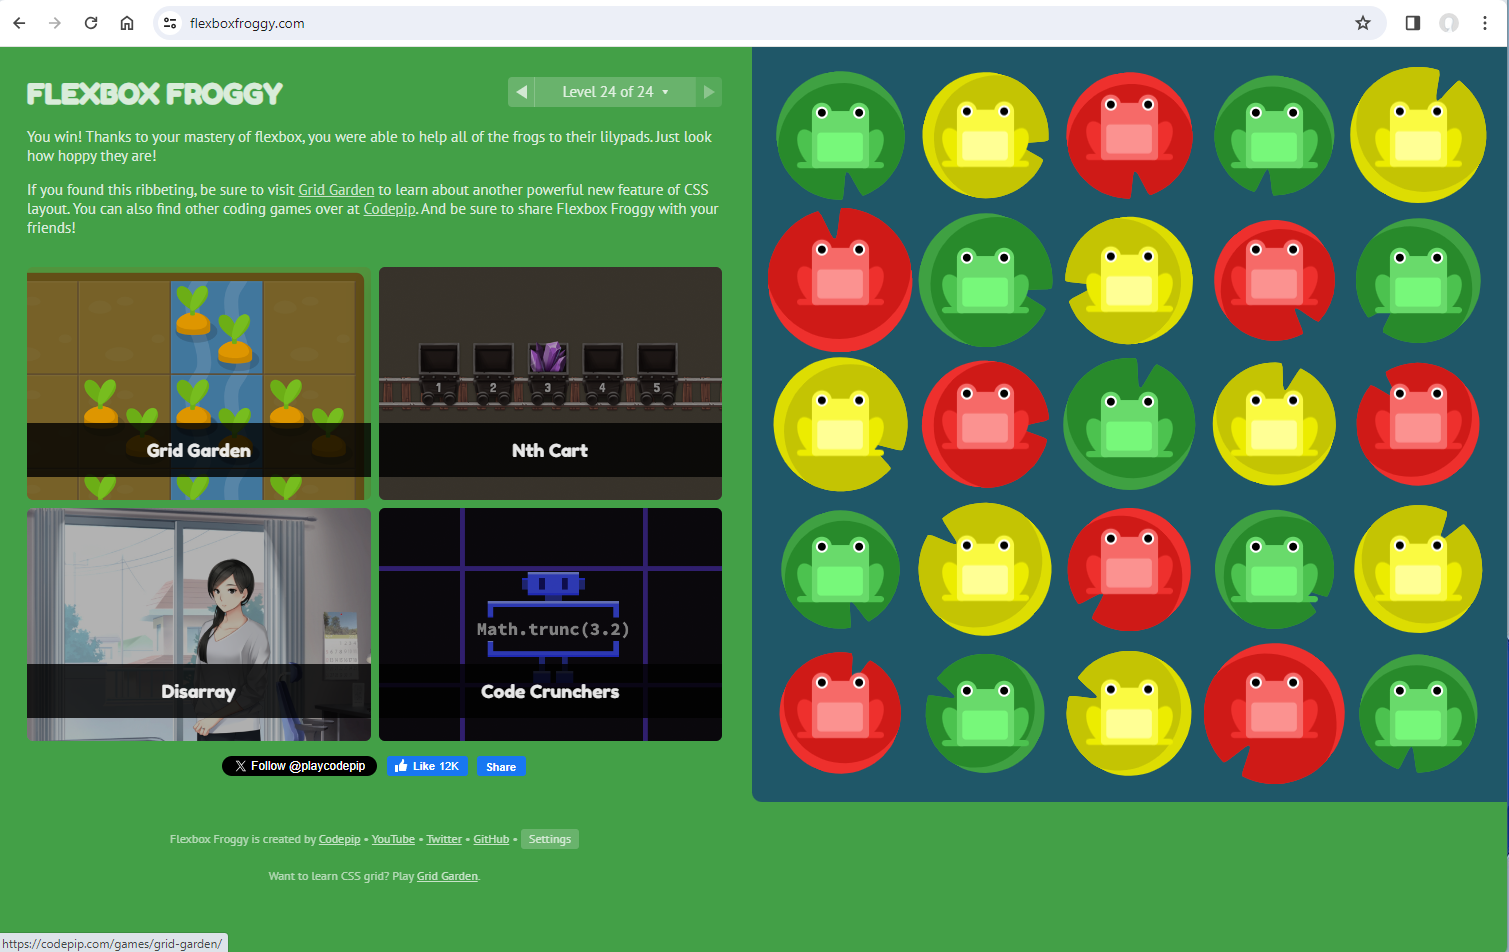 flexboxfroggy.com
FLEXBOX FROGGY
Level 24 of 24
You win! Thanks to your mastery of flexbox, you were able to help all of the frogs to their lilypads. Just look
how hoppy they are!
If you found this ribbeting, be sure to visit Grid Garden to learn about another powerful new feature of CSS
layout. You can also find other coding games over at Codepip. And be sure to share Flexbox Froggy with your
friends!
1 2 3 4 5
Grid Garden
Nth Cart
Math.trunc(3.2)
Disarray
Code Crunchers
X Follow @playcodepip
Like 12K
Share
Flexbox Froggy is created by Codepip • YouTube • Twitter • GitHub • Settings
Want to learn CSS grid? Play Grid Garden.
https://codepip.com/games/grid-garden/